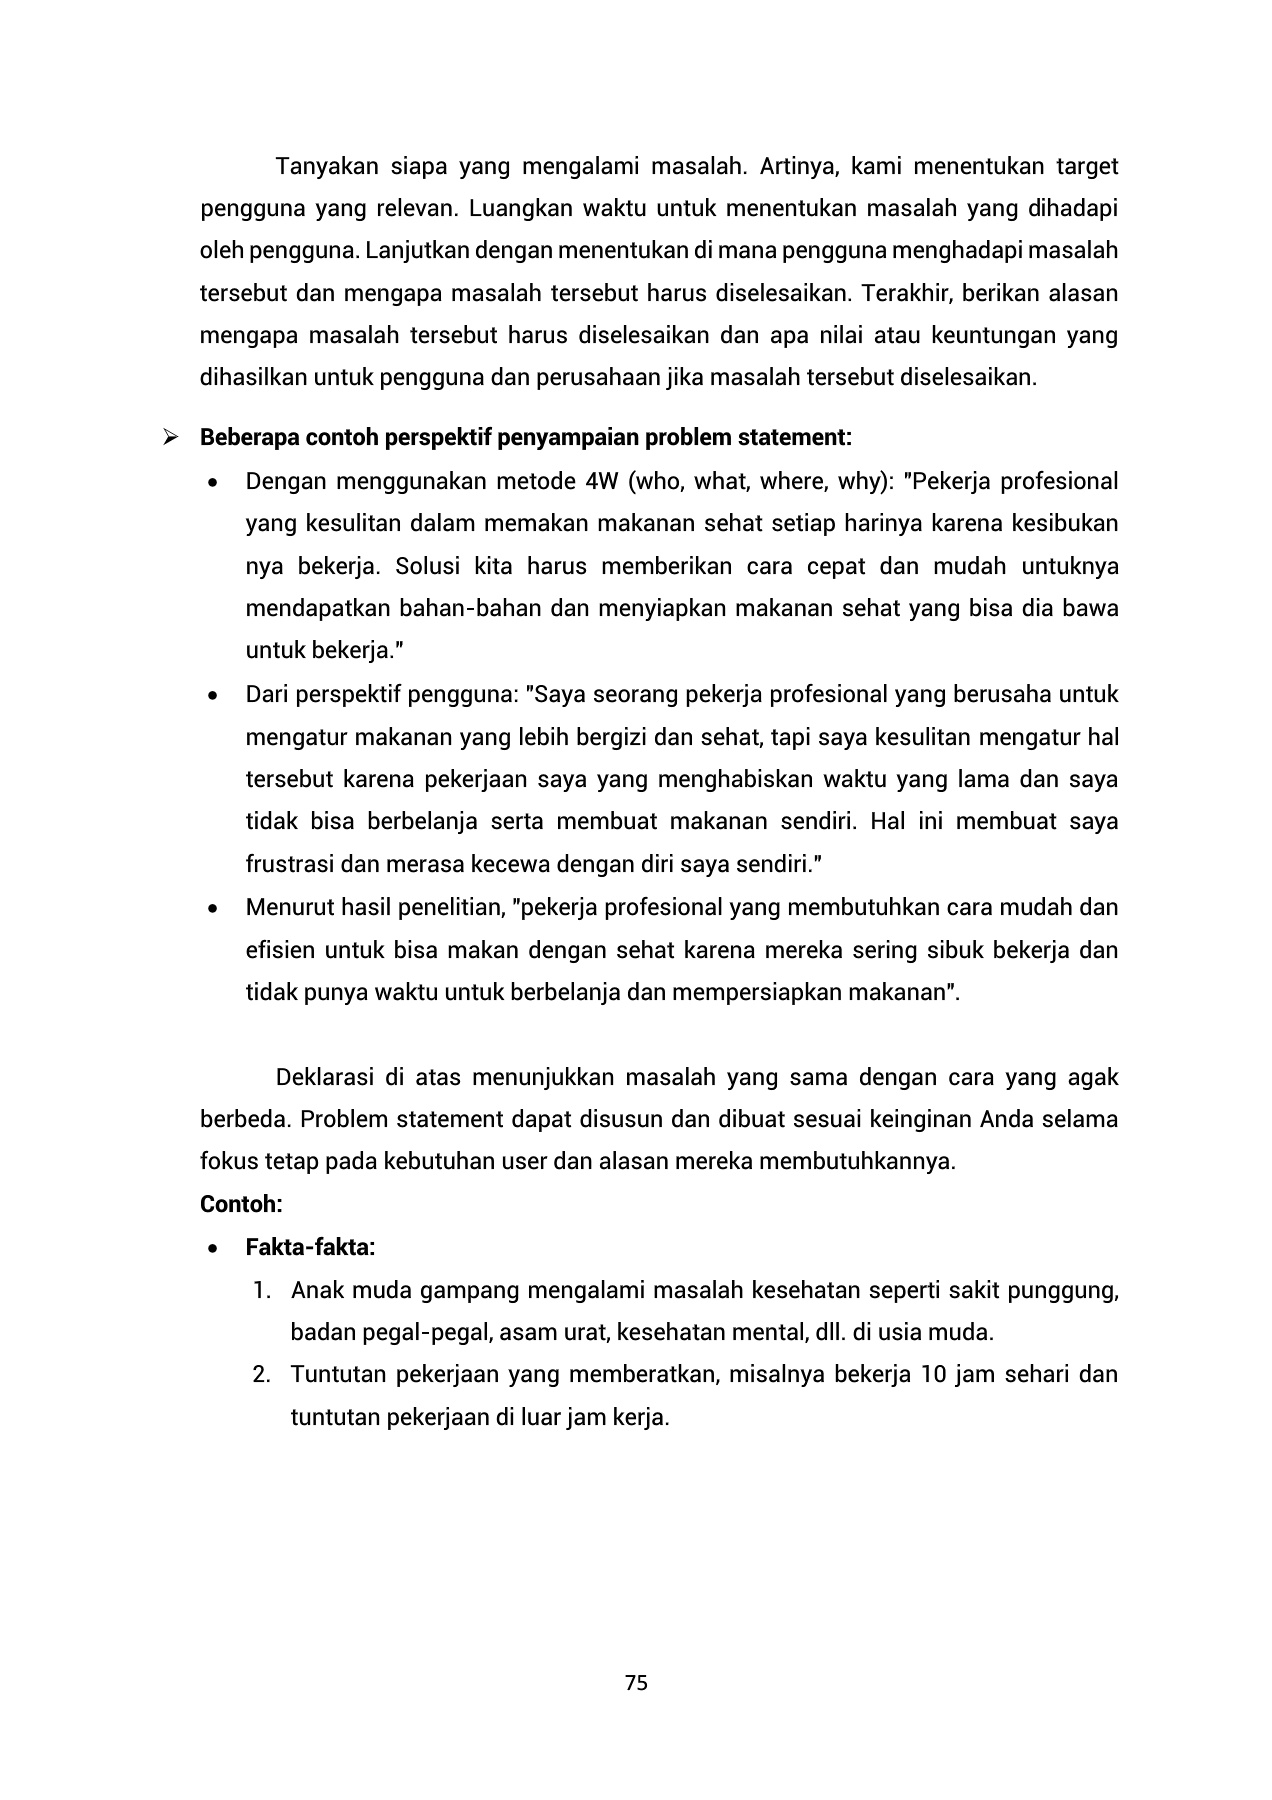 Tanyakan siapa yang mengalami masalah. Artinya, kami menentukan target
pengguna yang relevan. Luangkan waktu untuk menentukan masalah yang dihadapi
oleh pengguna. Lanjutkan dengan menentukan di mana pengguna menghadapi masalah
tersebut dan mengapa masalah tersebut harus diselesaikan. Terakhir, berikan alasan
mengapa masalah tersebut harus diselesaikan dan apa nilai atau keuntungan yang
dihasilkan untuk pengguna dan perusahaan jika masalah tersebut diselesaikan.
➢ Beberapa contoh perspektif penyampaian problem statement:
• Dengan menggunakan metode 4W (who, what, where, why): "Pekerja profesional
yang kesulitan dalam memakan makanan sehat setiap harinya karena kesibukan
nya bekerja. Solusi kita harus memberikan cara cepat dan mudah untuknya
mendapatkan bahan-bahan dan menyiapkan makanan sehat yang bisa dia bawa
untuk bekerja."
• Dari perspektif pengguna: "Saya seorang pekerja profesional yang berusaha untuk
mengatur makanan yang lebih bergizi dan sehat, tapi saya kesulitan mengatur hal
tersebut karena pekerjaan saya yang menghabiskan waktu yang lama dan saya
tidak bisa berbelanja serta membuat makanan sendiri. Hal ini membuat saya
frustrasi dan merasa kecewa dengan diri saya sendiri."
• Menurut hasil penelitian, "pekerja profesional yang membutuhkan cara mudah dan
efisien untuk bisa makan dengan sehat karena mereka sering sibuk bekerja dan
tidak punya waktu untuk berbelanja dan mempersiapkan makanan".
Deklarasi di atas menunjukkan masalah yang sama dengan cara yang agak
berbeda. Problem statement dapat disusun dan dibuat sesuai keinginan Anda selama
fokus tetap pada kebutuhan user dan alasan mereka membutuhkannya.
Contoh:
• Fakta-fakta:
1. Anak muda gampang mengalami masalah kesehatan seperti sakit punggung,
badan pegal-pegal, asam urat, kesehatan mental, dll. di usia muda.
2. Tuntutan pekerjaan yang memberatkan, misalnya bekerja 10 jam sehari dan
tuntutan pekerjaan di luar jam kerja.
75